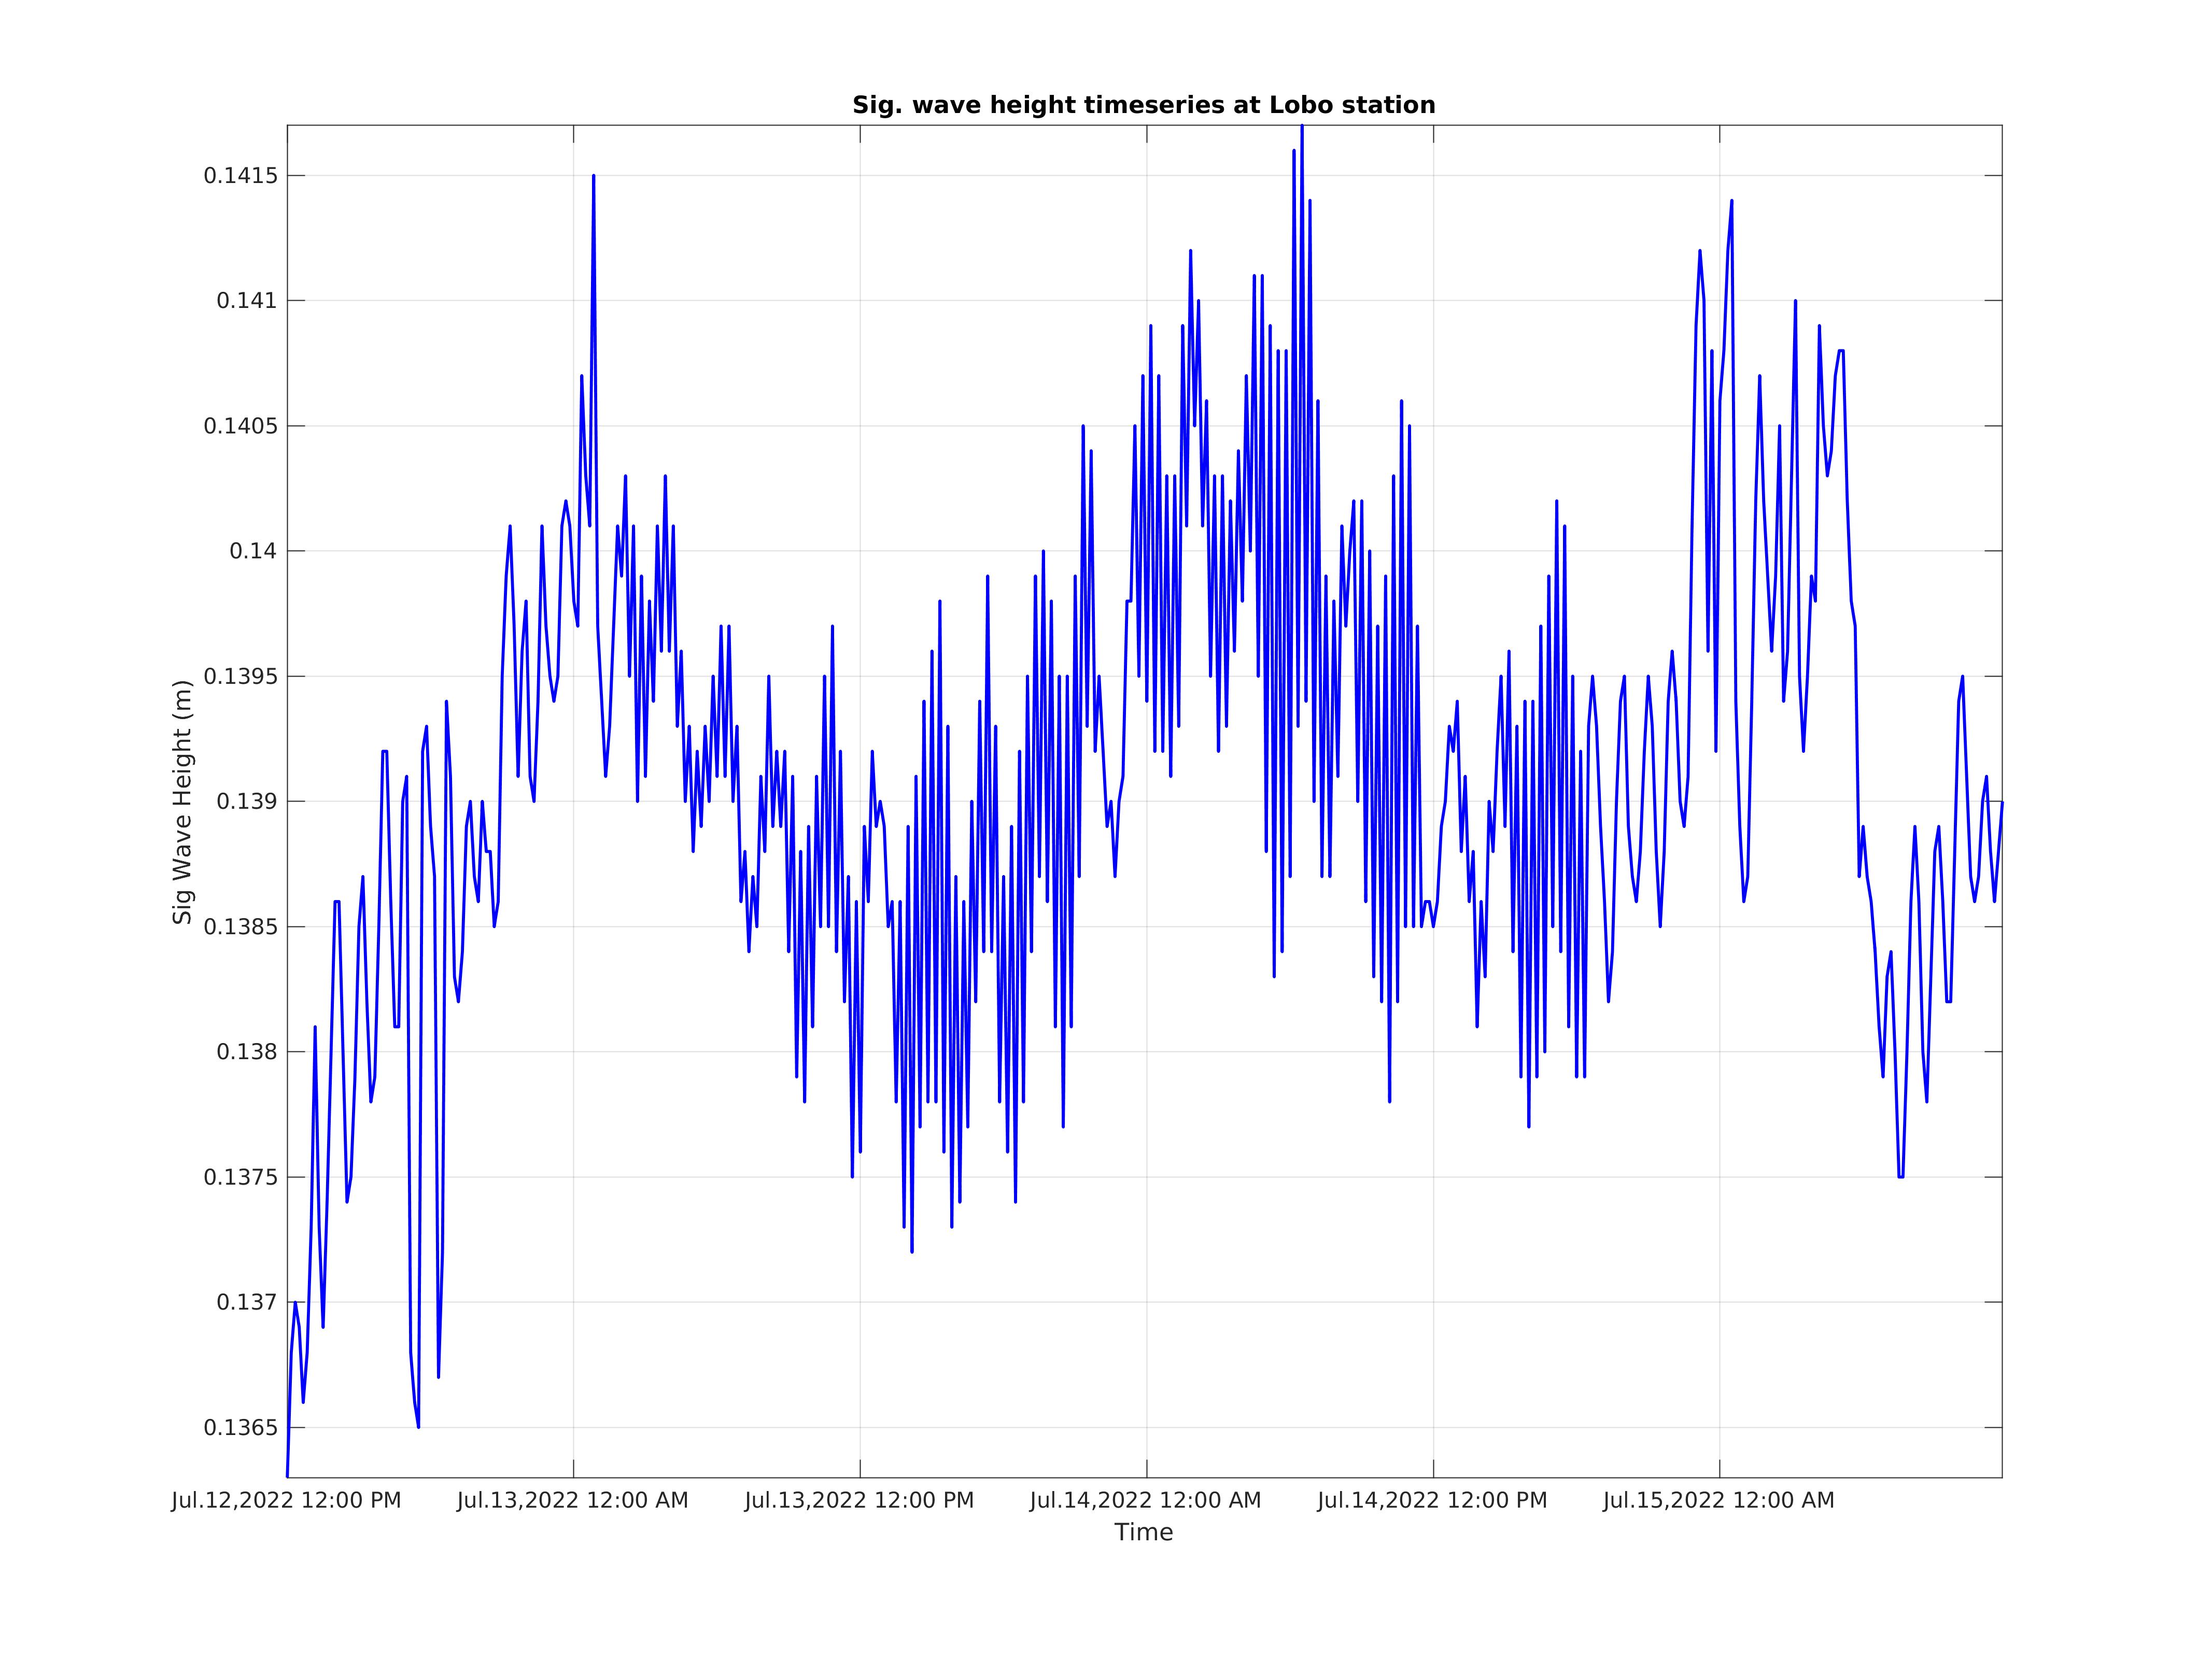 Sig. wave height timeseries at Lobo station
0.1415
0.141
0.1405
0.14
0.1395
0.139
0.1385
0.138
0.1375
0.137
0.1365
Sig Wave Height (m)
Jul.12,2022 12:00 PM
Jul.13,2022 12:00 AM
Jul.13,2022 12:00 PM
Jul.14,2022 12:00 AM
Jul.14,2022 12:00 PM
Jul.15,2022 12:00 AM
Time